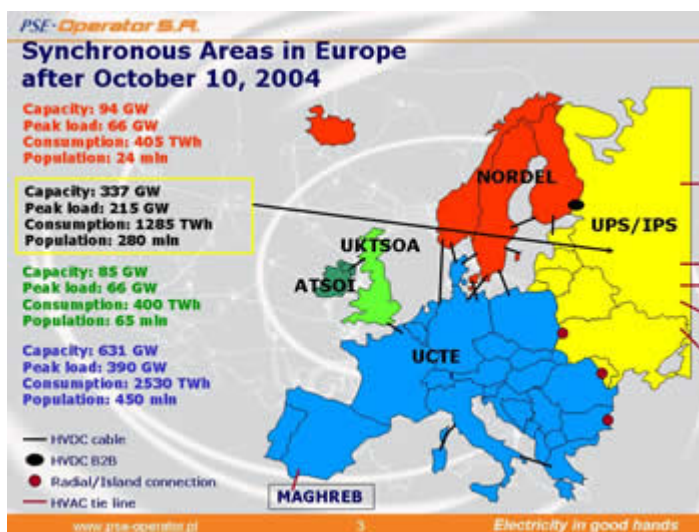 PSE-Operator S.A.
Synchronous Areas in Europe
after October 10, 2004
Capacity: 94 GW
Peak load: 66 GW
Consumption: 405 TWh
Population: 24 mln
Capacity: 337 GW
Peak load: 215 GW
Consumption: 1285 TWh
Population: 280 mln
Capacity: 85 GW
Peak load: 66 GW
Consumption: 400 TWh
Population: 65 mln
Capacity: 631 GW
Peak load: 390 GW
Consumption: 2530 TWh
Population: 450 mln
NORDEL
UPS/IPS
UKTSOA
ATSOI
UCTE
MAGHREB
HVDC cable
HVDC B2B
Radial/Island connection
HVAC tie line
www.pse-operator.pl
3
Electricity in good hands